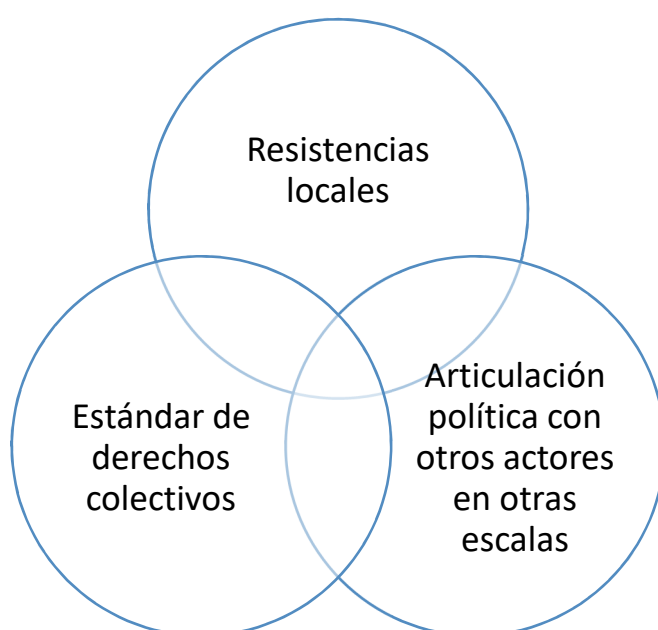 Resistencias
locales
Estándar de
derechos
colectivos
Articulación
política con
otros actores
en otras
escalas